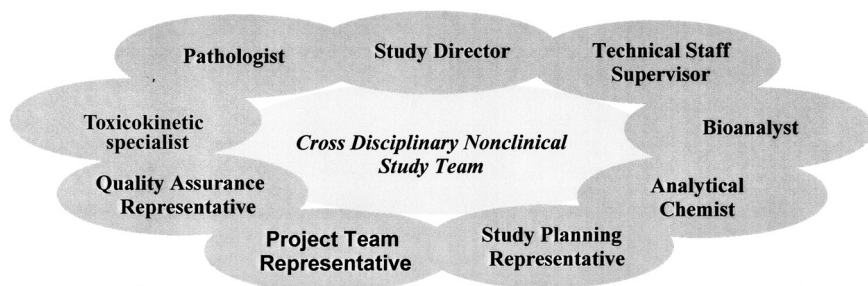 Pathologist
Study Director
Technical Staff
Supervisor
Toxicokinetic
specialist
Cross Disciplinary Nonclinical
Study Team
Bioanalyst
Quality Assurance
Representative
Analytical
Chemist
Project Team
Representative
Study Planning
Representative